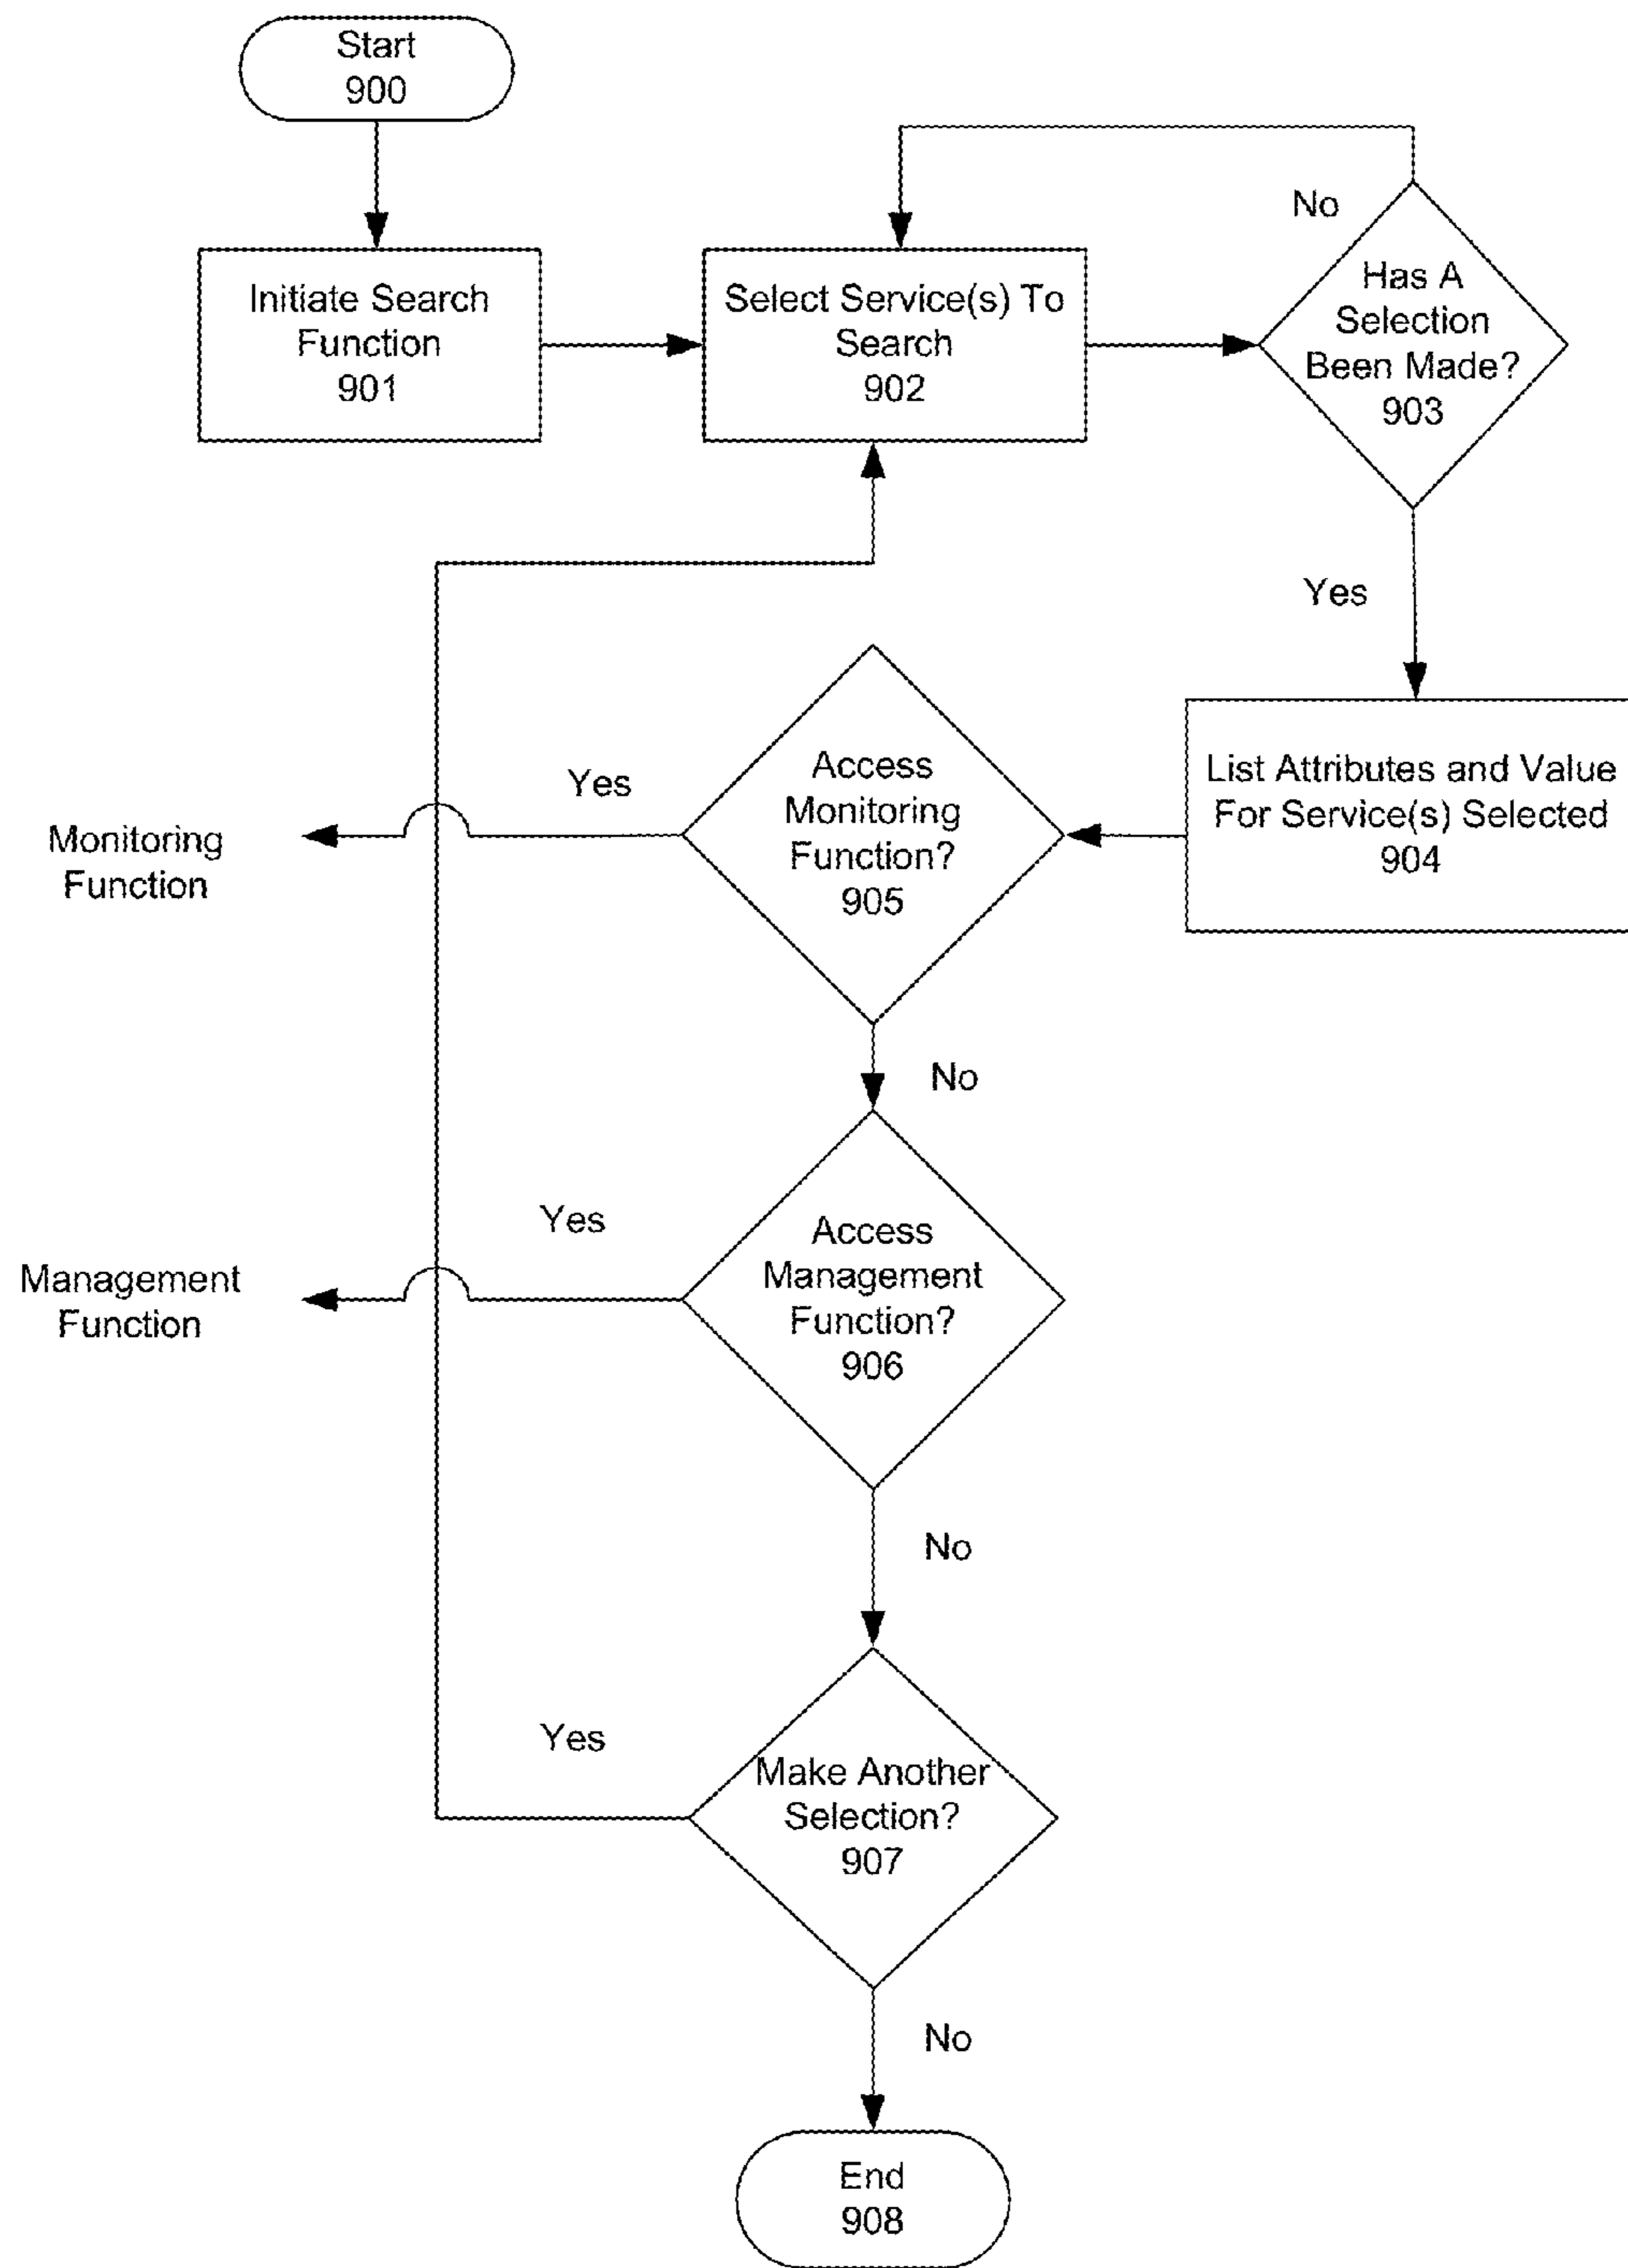 Start
900
Initiate Search
Function
901
Select Service(s) To
Search
902
No
Has A
Selection
Been Made?
903
Yes
List Attributes and Value
For Service(s) Selected
904
Access
Monitoring
Function?
905
Yes
Monitoring
Function
No
Access
Management
Function?
906
Yes
Management
Function
No
Make Another
Selection?
907
Yes
No
End
908